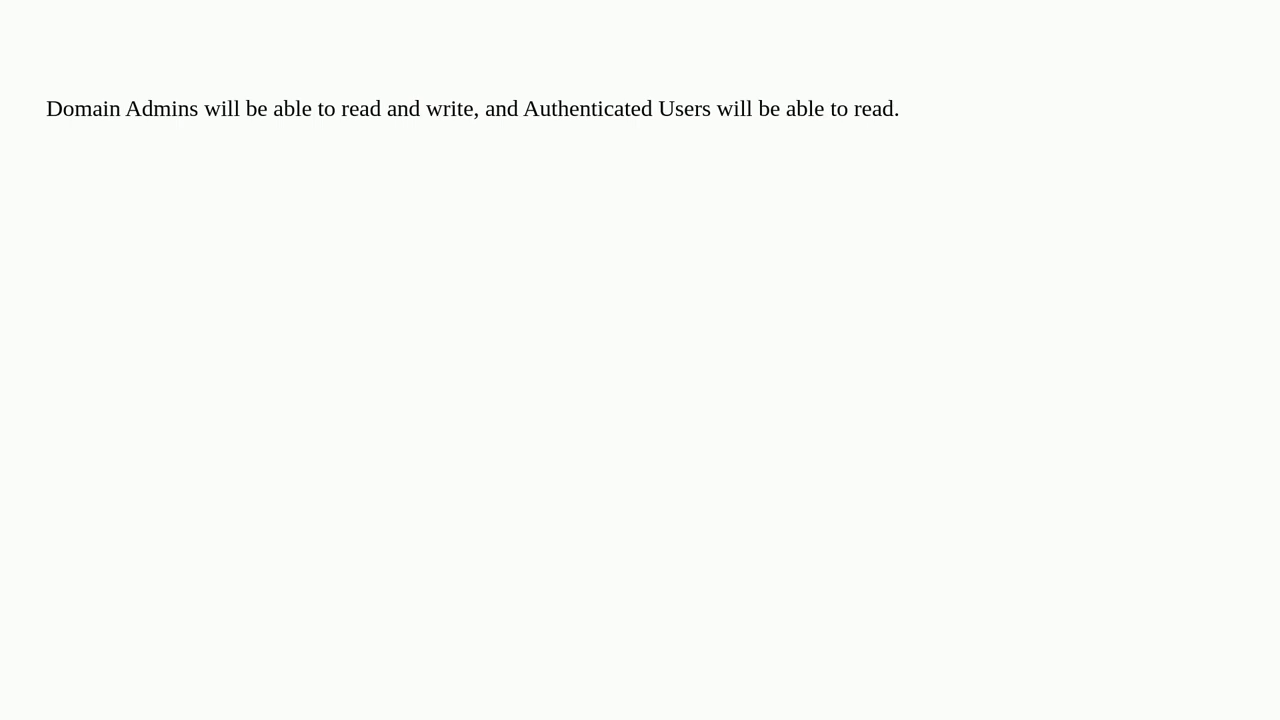 Domain Admins will be able to read and write, and Authenticated Users will be able to read.